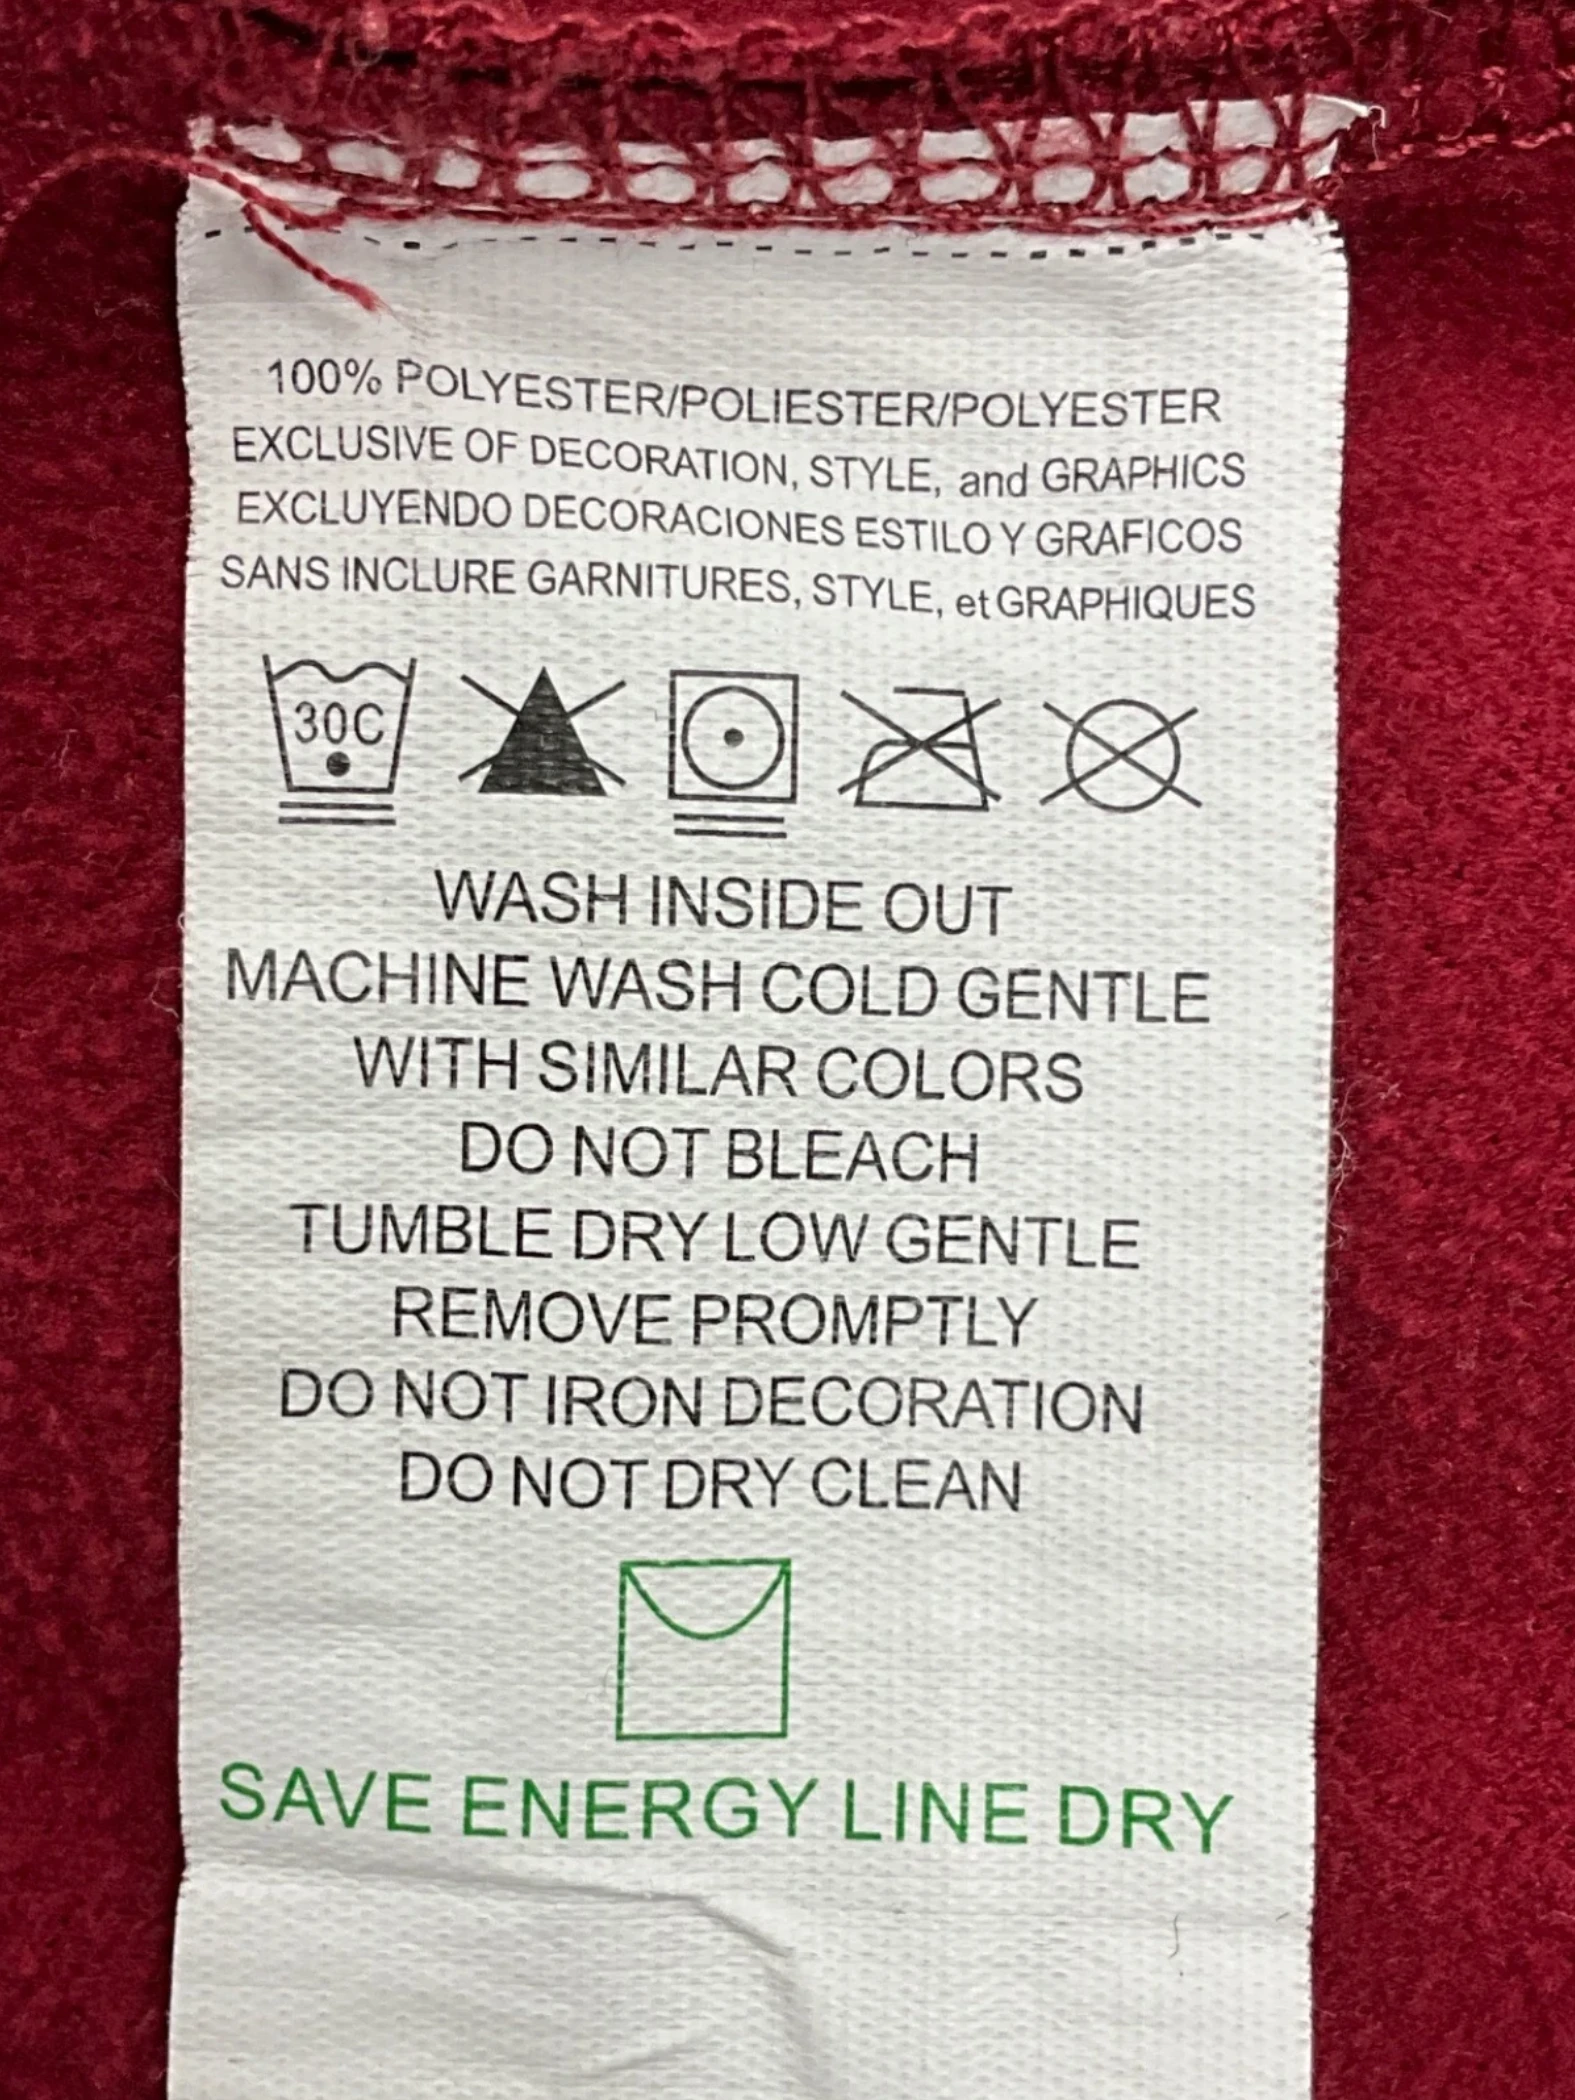 100% POLYESTER/POLIESTER/POLYESTER
EXCLUSIVE OF DECORATION, STYLE, and GRAPHICS
EXCLUYENDO DECORACIONES ESTILO Y GRAFICOS
SANS INCLURE GARNITURES, STYLE, et GRAPHIQUES
30C
WASH INSIDE OUT
MACHINE WASH COLD GENTLE
WITH SIMILAR COLORS
DO NOT BLEACH
TUMBLE DRY LOW GENTLE
REMOVE PROMPTLY
DO NOT IRON DECORATION
DO NOT DRY CLEAN
SAVE ENERGY LINE DRY